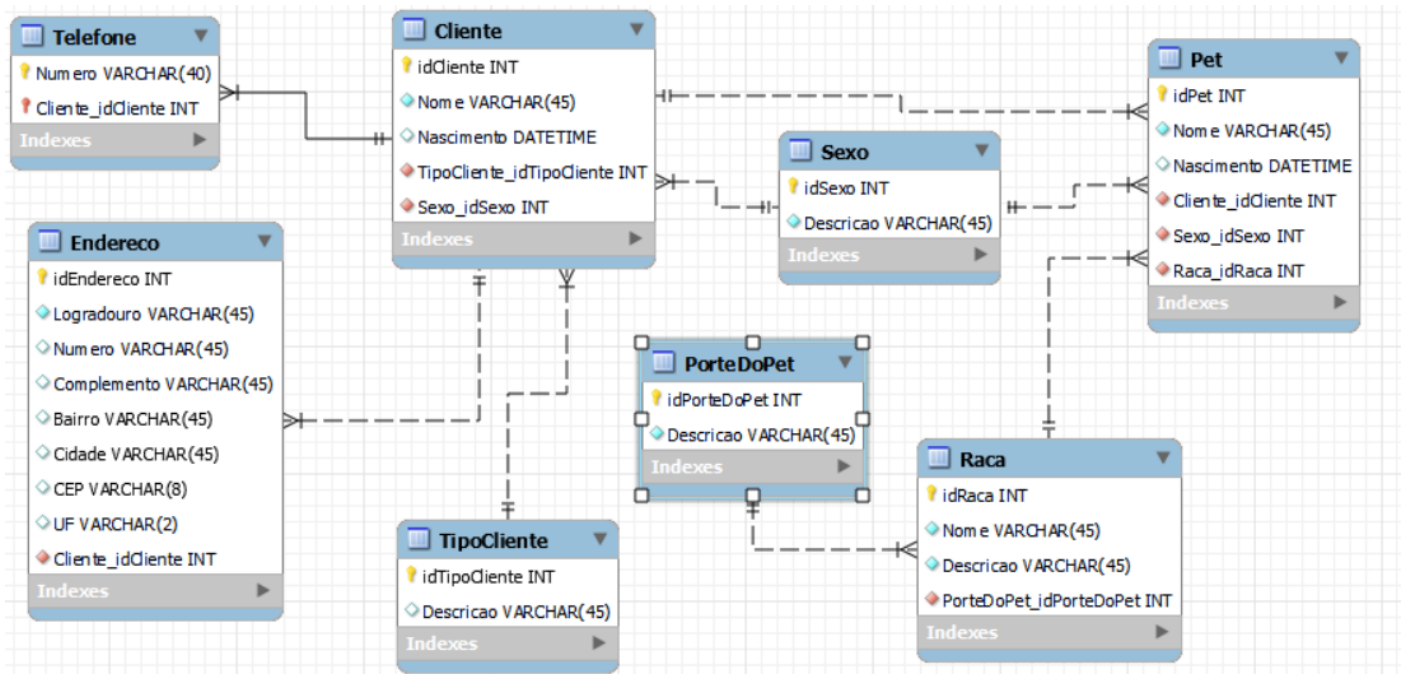 Telefone
Numero VARCHAR(40)
Cliente_idCliente INT
Indexes
Cliente
idCliente INT
Nome VARCHAR(45)
Nascimento DATETIME
TipoCliente_idTipoCliente INT
Sexo_idSexo INT
Indexes
Pet
idPet INT
Nome VARCHAR(45)
Nascimento DATETIME
Cliente_idCliente INT
Sexo_idSexo INT
Raca_idRaca INT
Indexes
Sexo
idSexo INT
Descricao VARCHAR(45)
Indexes
Endereco
idEndereco INT
Logradouro VARCHAR(45)
Numero VARCHAR(45)
Complemento VARCHAR(45)
Bairro VARCHAR(45)
Cidade VARCHAR(45)
CEP VARCHAR(8)
UF VARCHAR(2)
Cliente_idCliente INT
Indexes
PorteDoPet
idPorteDoPet INT
Descricao VARCHAR(45)
Indexes
TipoCliente
idTipoCliente INT
Descricao VARCHAR(45)
Indexes
Raca
idRaca INT
Nome VARCHAR(45)
Descricao VARCHAR(45)
PorteDoPet_idPorteDoPet INT
Indexes